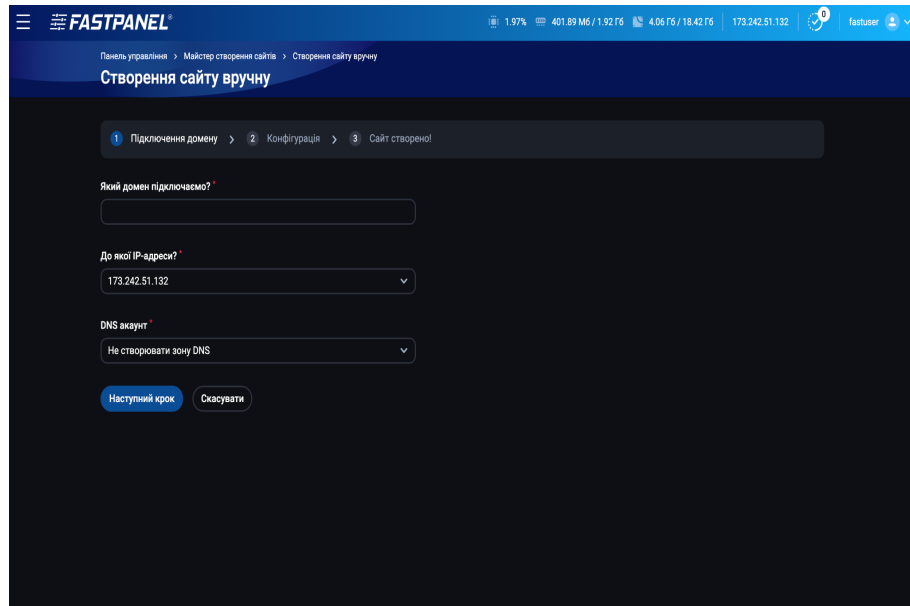 FASTPANEL®
1.97% 401.89 Мб / 1.92 Гб 4.06 Гб / 18.42 Гб 173.242.51.132 0 fastuser
Панель управління > Майстер створення сайтів > Створення сайту вручну
Створення сайту вручну
1 Підключення домену > 2 Конфігурація > 3 Сайт створено!
Який домен підключаємо? *
До якої IP-адреси? *
173.242.51.132
DNS акаунт *
Не створювати зону DNS
Наступний крок Скасувати